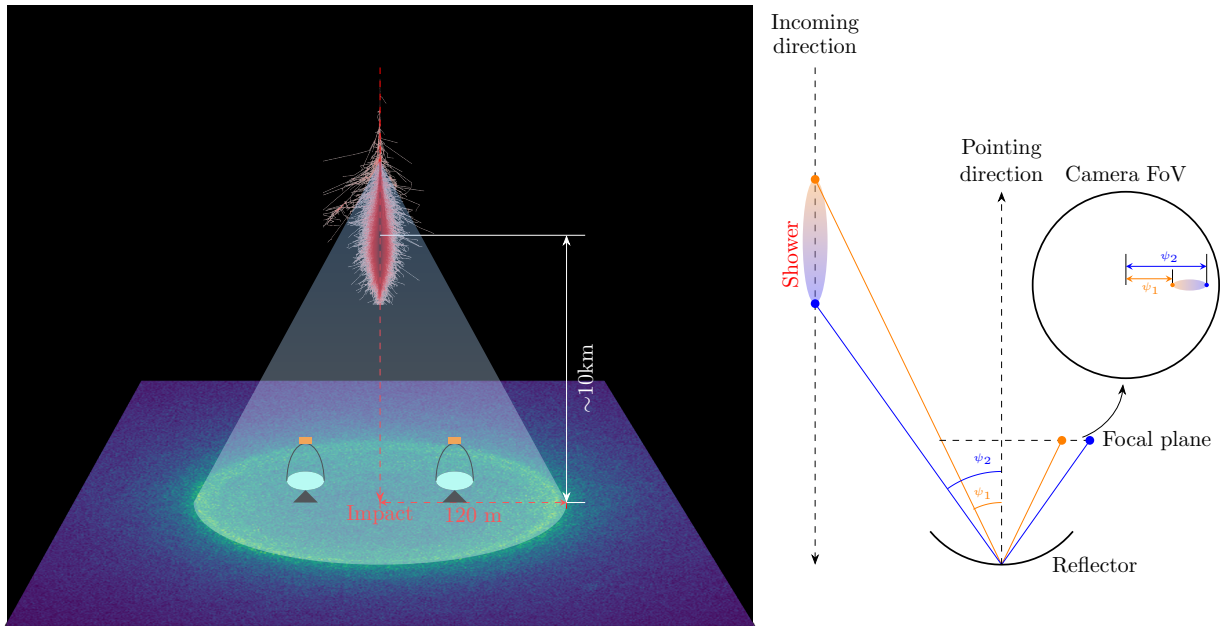 ~10km
Impact
120 m
Incoming
direction
Shower
Pointing
direction
Camera FoV
ψ2
ψ1
Focal plane
ψ2
ψ1
Reflector